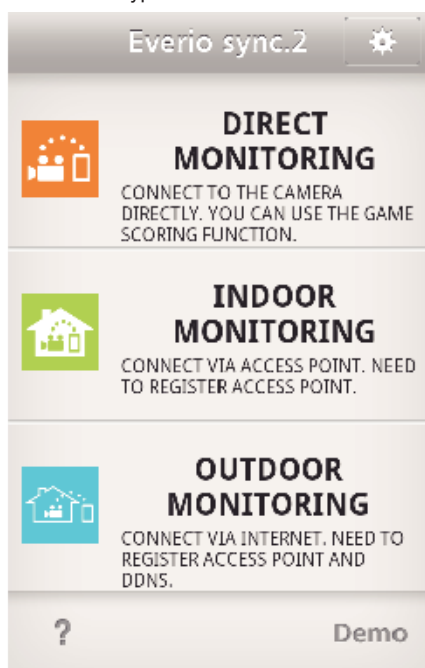 Everio sync.2
DIRECT
MONITORING
CONNECT TO THE CAMERA
DIRECTLY. YOU CAN USE THE GAME
SCORING FUNCTION.
INDOOR
MONITORING
CONNECT VIA ACCESS POINT. NEED
TO REGISTER ACCESS POINT.
OUTDOOR
MONITORING
CONNECT VIA INTERNET. NEED TO
REGISTER ACCESS POINT AND
DDNS.
? Demo